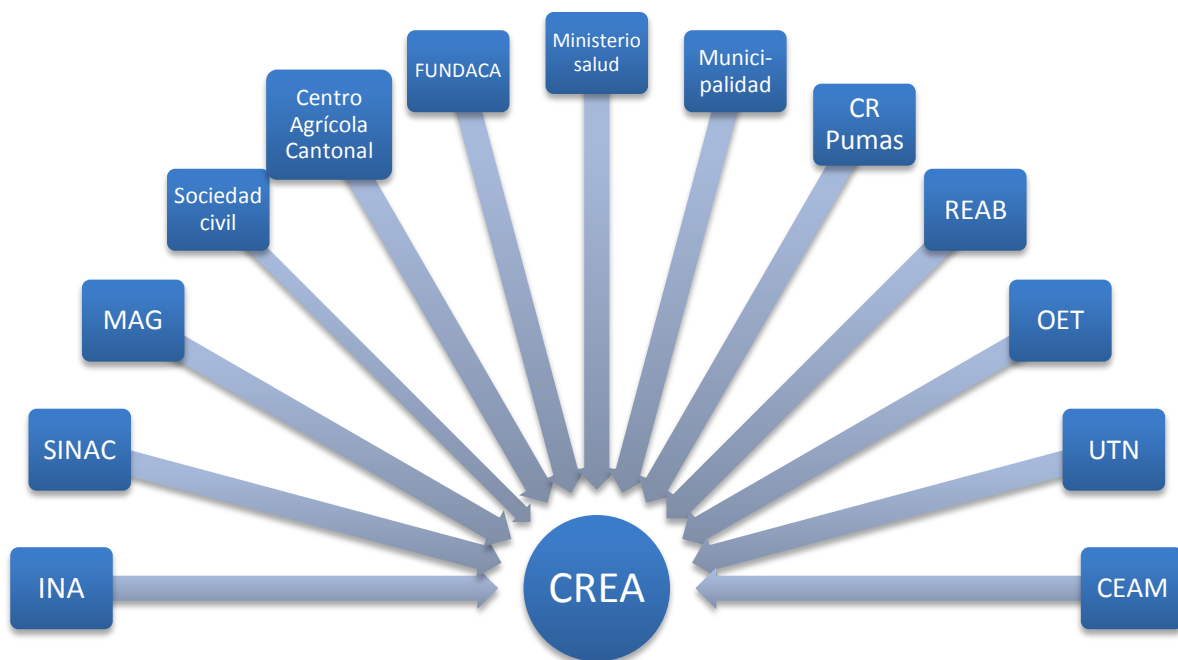 INA
SINAC
MAG
Sociedad
civil
Centro
Agrícola
Cantonal
FUNDACA
Ministerio
salud
Munici-
palidad
CR
Pumas
REAB
OET
UTN
CEAM
CREA